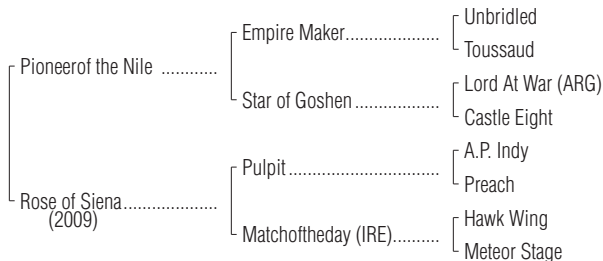 Unbridled
Empire Maker....................
Toussaud
Pioneerof the Nile ............
Lord At War (ARG)
Star of Goshen ..................
Castle Eight
A.P. Indy
Pulpit................................
Preach
Rose of Siena....................
(2009)
Hawk Wing
Matchoftheday (IRE)..........
Meteor Stage